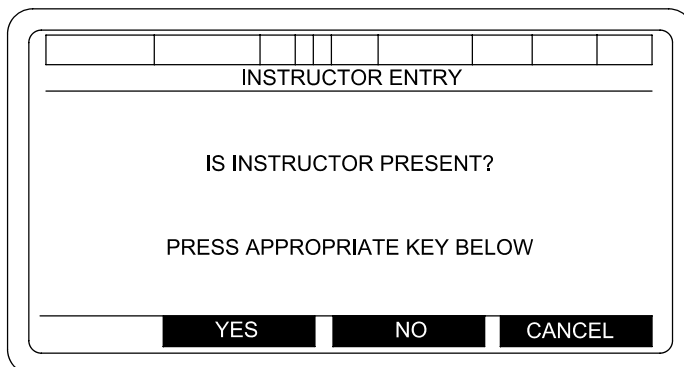 INSTRUCTOR ENTRY
IS INSTRUCTOR PRESENT?
PRESS APPROPRIATE KEY BELOW
YES NO CANCEL